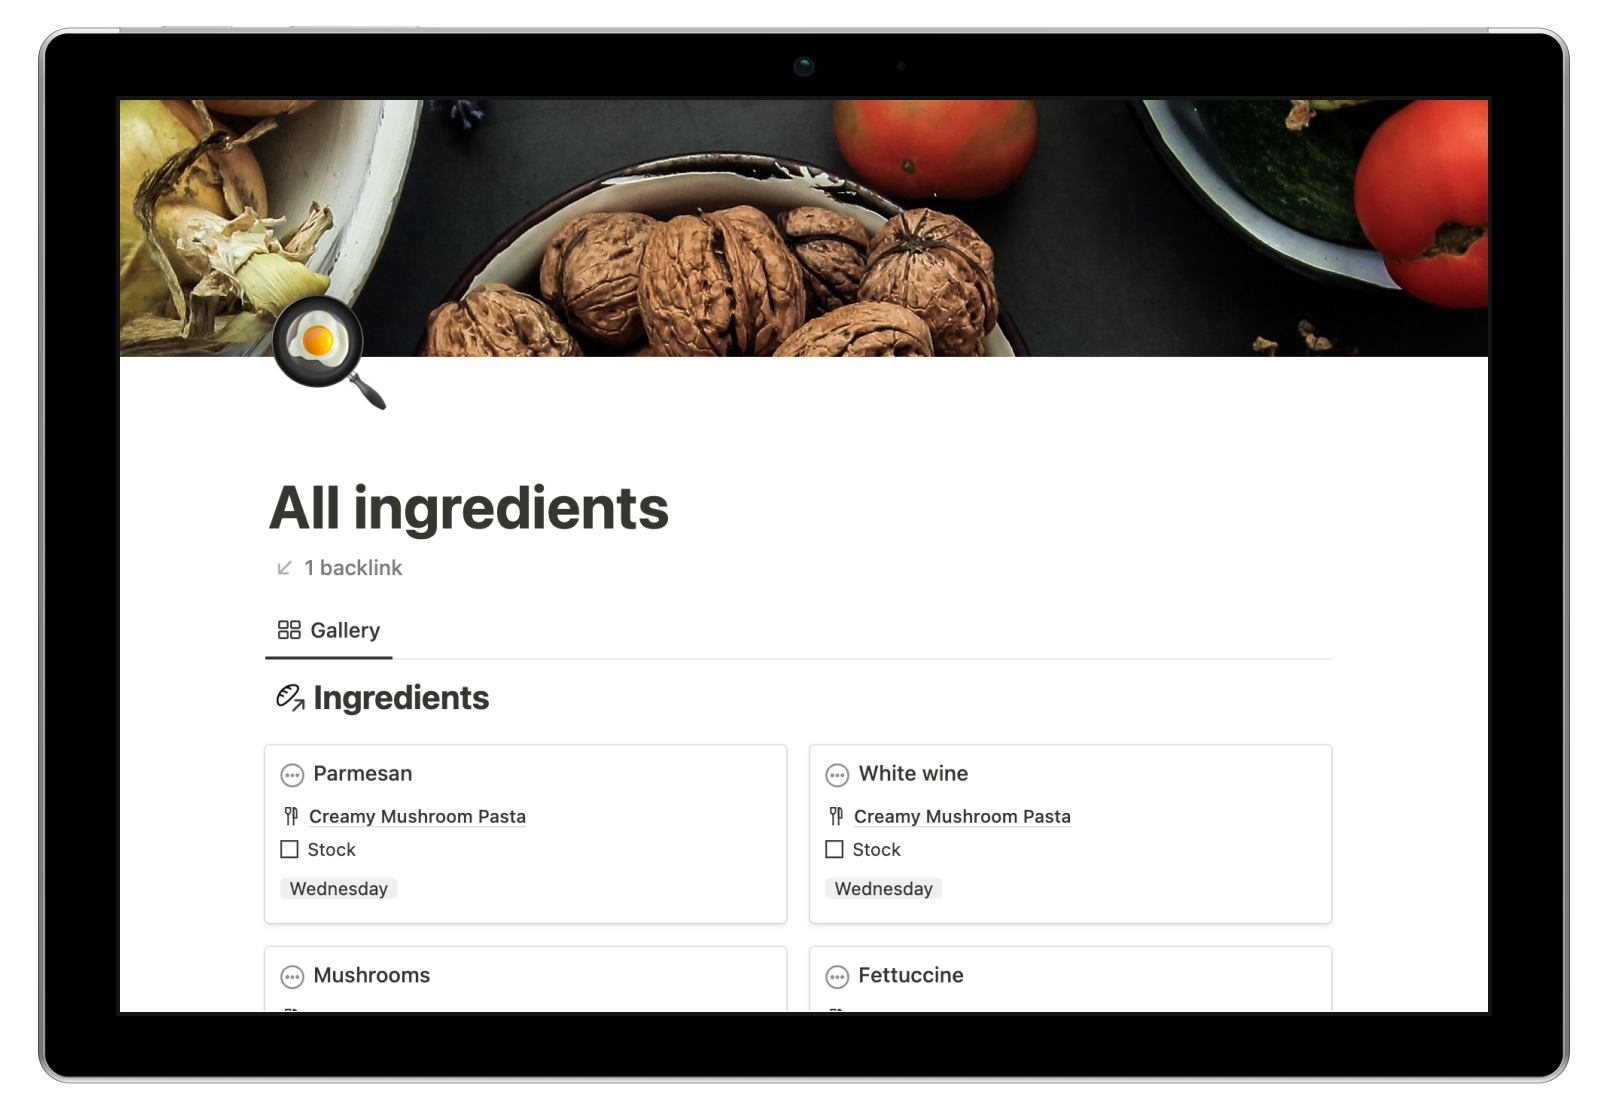 All ingredients
1 backlink
Gallery
Ingredients
Parmesan
Creamy Mushroom Pasta
Stock
Wednesday
White wine
Creamy Mushroom Pasta
Stock
Wednesday
Mushrooms
Fettuccine